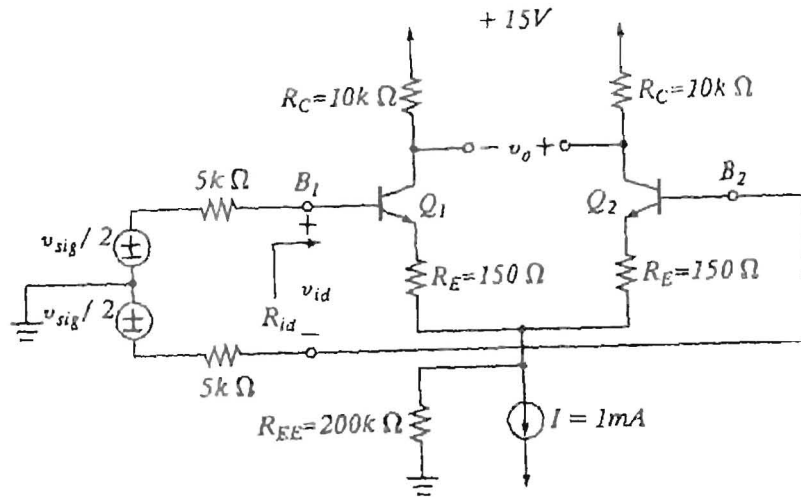 + 15V
R_C=10k Ω
R_C=10k Ω
− v_o +
5k Ω
B_1
B_2
Q_1
Q_2
+
v_sig / 2
R_E=150 Ω
R_E=150 Ω
v_id
v_sig / 2
R_id
−
5k Ω
R_EE=200k Ω
I = 1mA